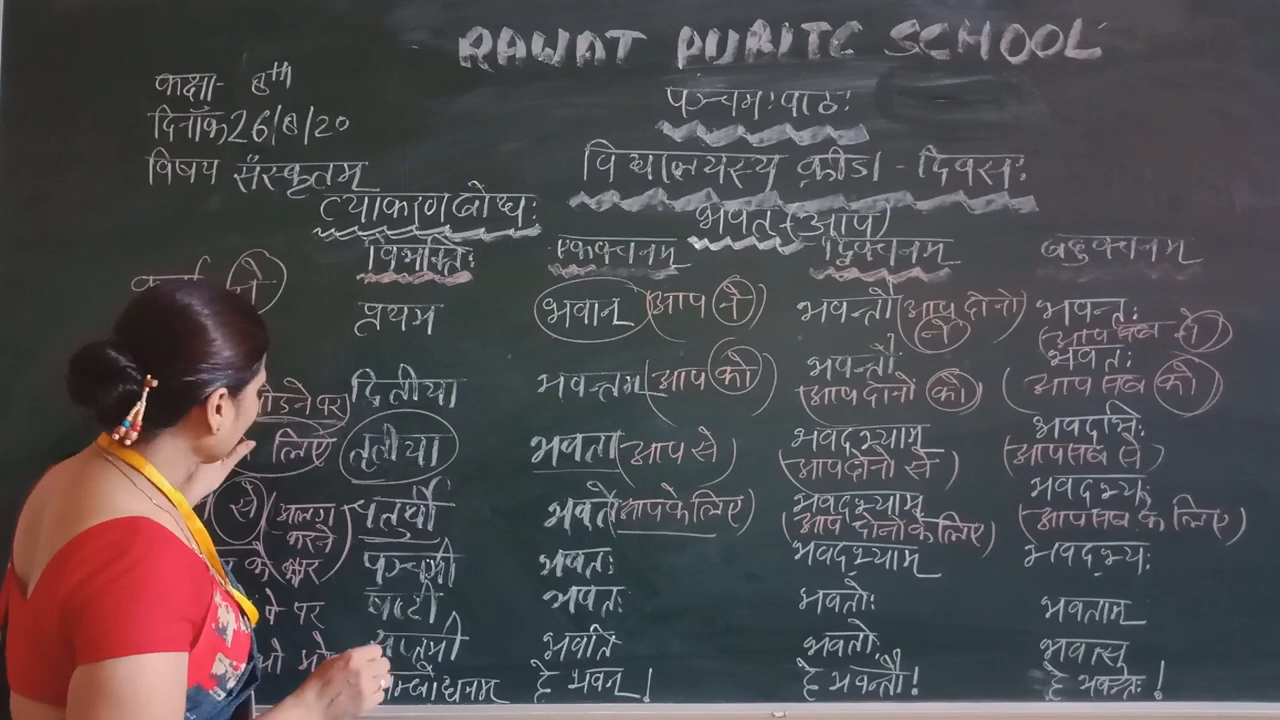 RAWAT PUBLIC SCHOOL
कक्षा- 8th
पञ्चमः पाठः
दिनाँक 26/8/20
विषय संस्कृतम्
विद्यालयस्य क्रीडा - दिवसः
व्याकरणबोधः
भवत् (आप)
विभक्तिः एकवचनम् द्विवचनम् बहुवचनम्
ने प्रथम भवान् (आप ने) भवन्तौ (आप दोनो ने) भवन्तः (आप सब ने)
द्वितीया भवन्तम् (आप को) भवन्तौ (आप दोनो को) भवतः (आप सब को)
लिए तृतीया भवता (आप से) भवद्भ्याम् (आप दोनो से) भवद्भिः (आप सब से)
से (अलग करने चतुर्थी भवते (आप के लिए) भवद्भ्याम् (आप दोनो के लिए) भवद्भ्यः (आप सब के लिए)
पञ्चमी भवतः भवद्भ्याम् भवद्भ्यः
पर षष्टी भवतः भवतोः भवताम्
सप्तमी भवति भवतोः भवत्सु
सम्बोधनम् हे भवन् ! हे भवन्तौ ! हे भवन्तः !